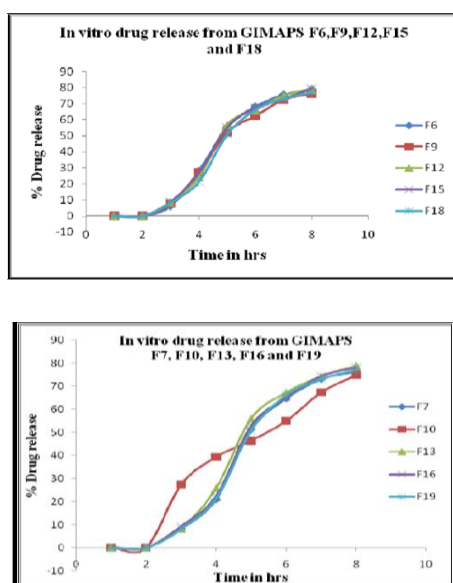 In vitro drug release from GIMAPS F6,F9,F12,F15
and F18
90
80
70
60
50
40
30
20
10
0
-10
0
2
4
6
8
10
% Drug release
Time in hrs
F6
F9
F12
F15
F18
In vitro drug release from GIMAPS
F7, F10, F13, F16 and F19
90
80
70
60
50
40
30
20
10
0
-10
0
2
4
6
8
10
% Drug release
Time in hrs
F7
F10
F13
F16
F19